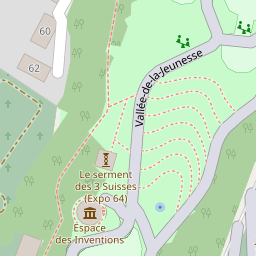 60
62
Vallée-de-la-Jeunesse
Le serment
des 3 Suisses
(Expo 64)
Espace
des Inventions